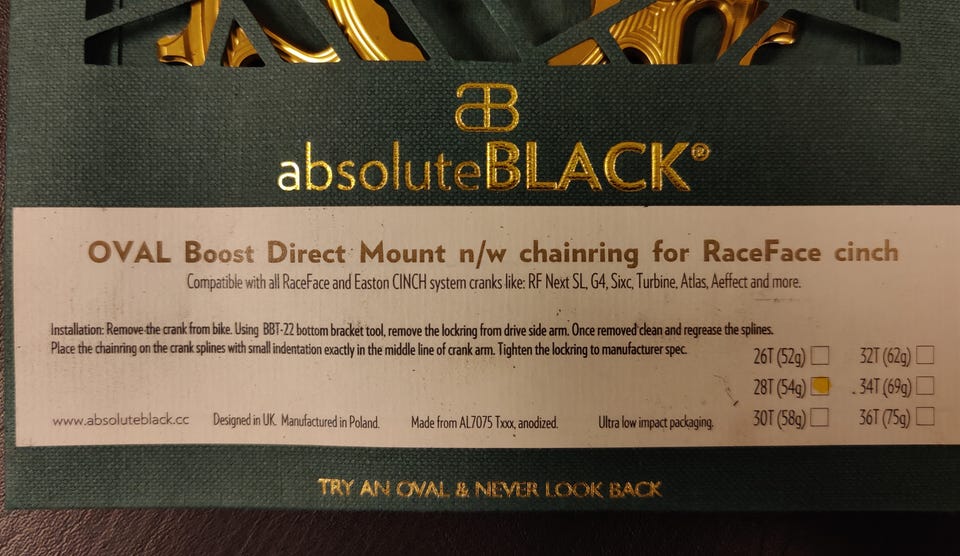 aB
absoluteBLACK®
OVAL Boost Direct Mount n/w chainring for RaceFace cinch
Compatible with all RaceFace and Easton CINCH system cranks like: RF Next SL, G4, Sixc, Turbine, Atlas, Aeffect and more.
Installation: Remove the crank from bike. Using BBT-22 bottom bracket tool, remove the lockring from drive side arm. Once removed clean and regrease the splines.
Place the chainring on the crank splines with small indentation exactly in the middle line of crank arm. Tighten the lockring to manufacturer spec.
26T (52g) 32T (62g)
28T (54g) 34T (69g)
30T (58g) 36T (75g)
www.absoluteblack.cc Designed in UK. Manufactured in Poland. Made from AL7075 Txxx, anodized. Ultra low impact packaging.
TRY AN OVAL & NEVER LOOK BACK